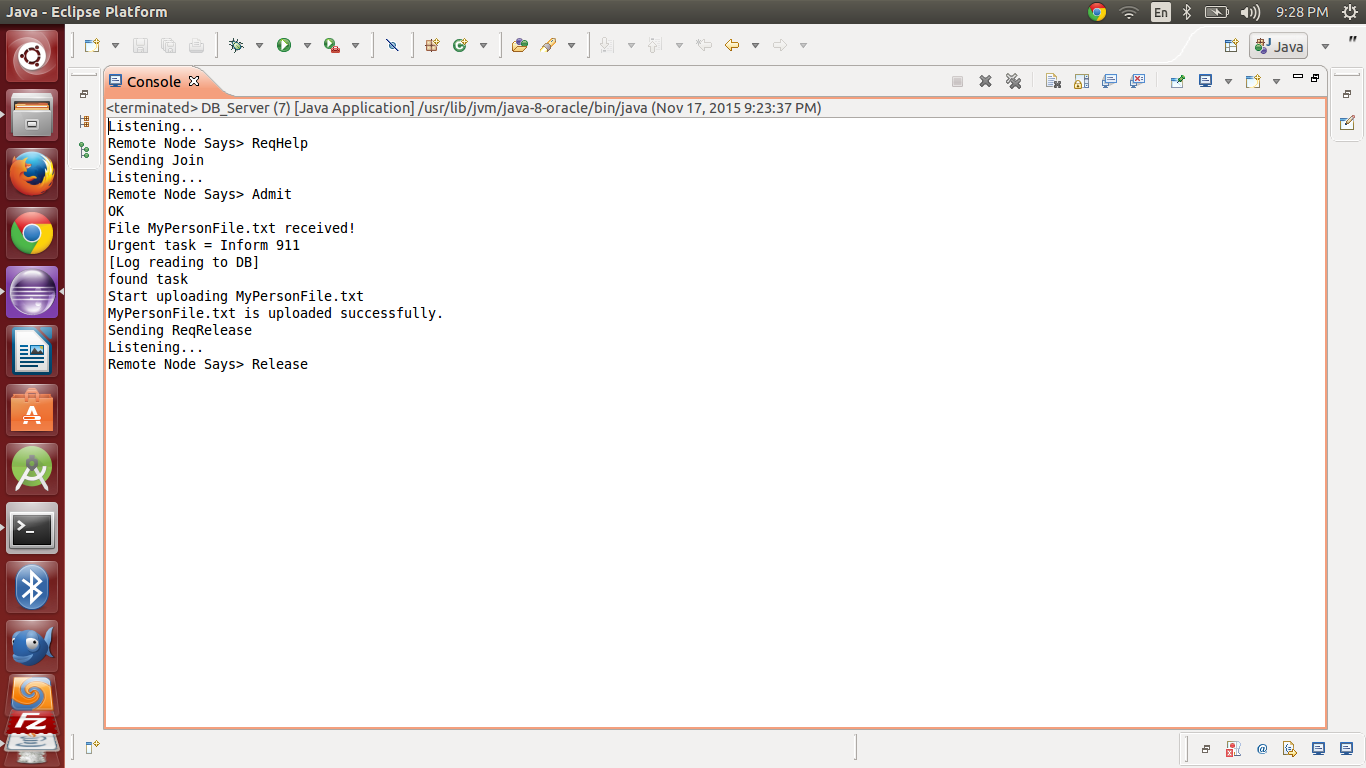 Java - Eclipse Platform
En
9:28 PM
Java
"
Console
<terminated> DB_Server (7) [Java Application] /usr/lib/jvm/java-8-oracle/bin/java (Nov 17, 2015 9:23:37 PM)
Listening...
Remote Node Says> ReqHelp
Sending Join
Listening...
Remote Node Says> Admit
OK
File MyPersonFile.txt received!
Urgent task = Inform 911
[Log reading to DB]
found task
Start uploading MyPersonFile.txt
MyPersonFile.txt is uploaded successfully.
Sending ReqRelease
Listening...
Remote Node Says> Release
Fz
@